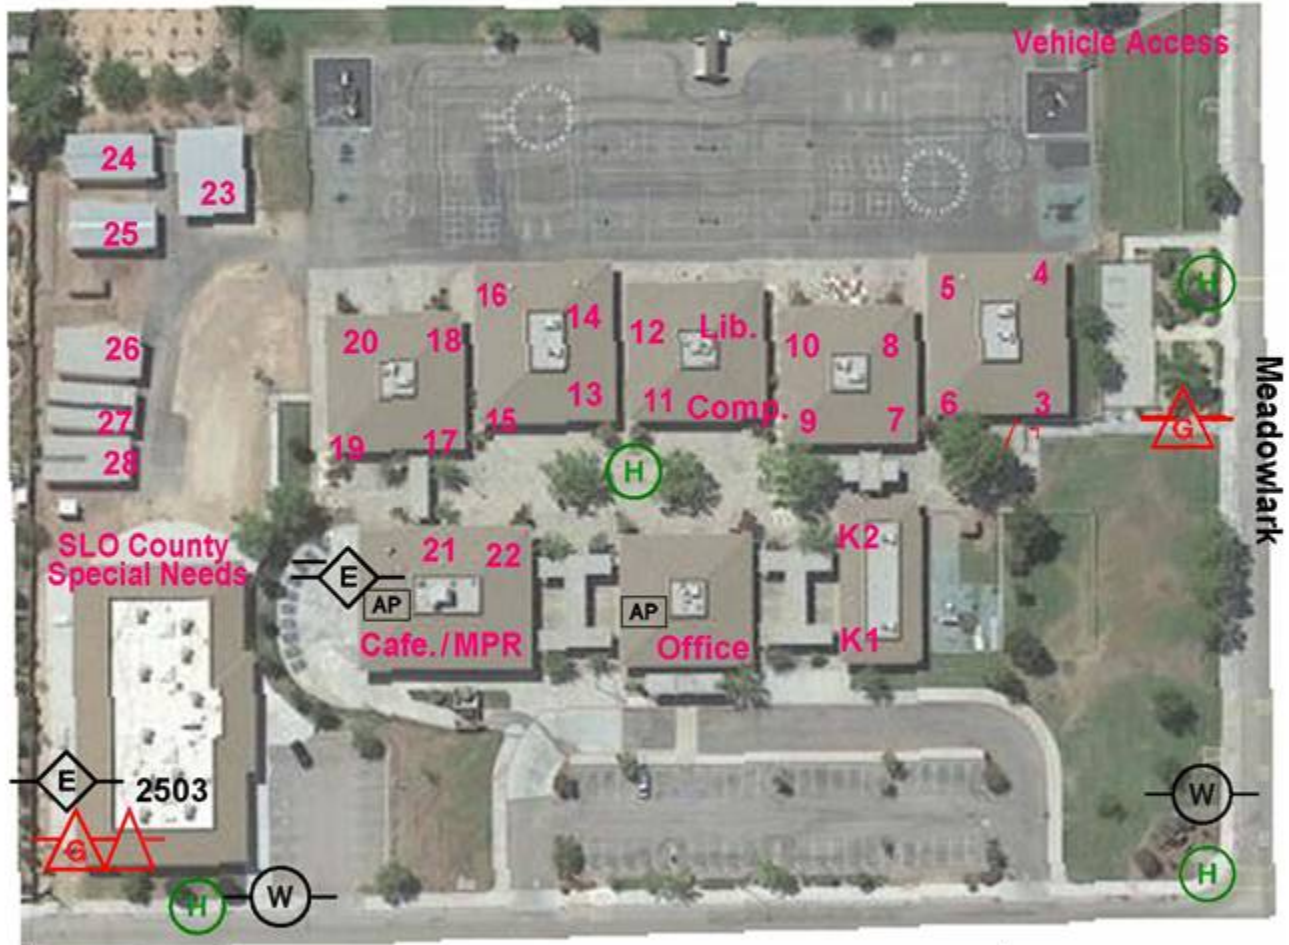 Vehicle Access
24
23
25
H
16
5
4
14
12
Lib.
20
18
10
8
26
13
11
Comp.
6
3
15
9
7
27
19
17
G
Meadowlark
28
H
SLO County
Special Needs
21
22
K2
E
AP
AP
Cafe./MPR
Office
K1
E
2503
W
G
H
W
H